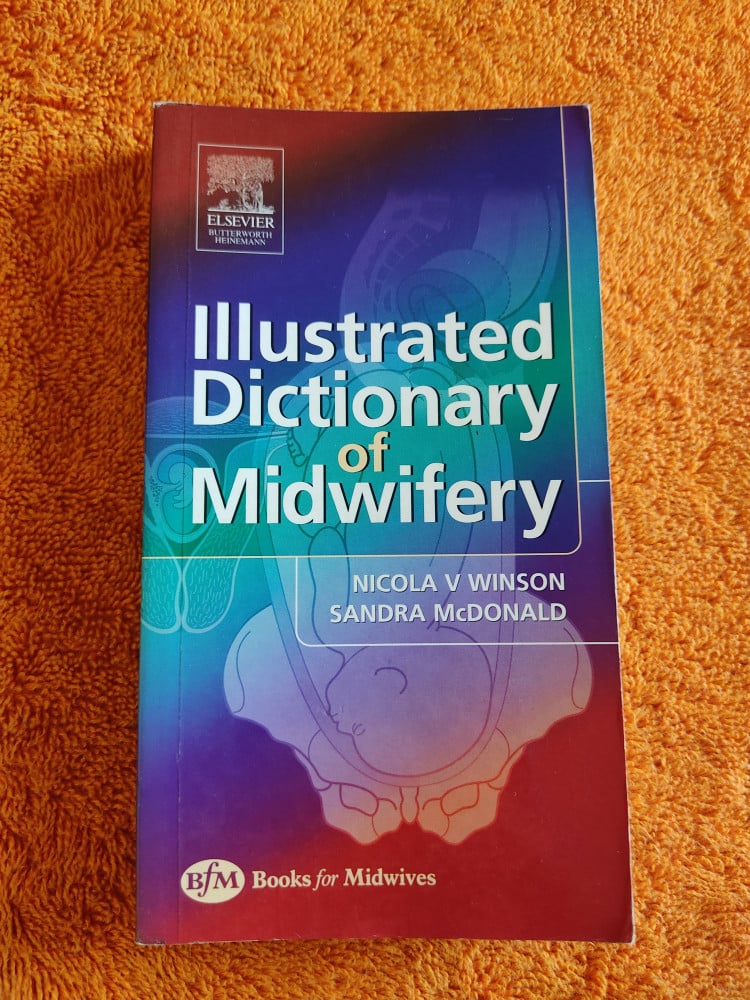 ELSEVIER
BUTTERWORTH
HEINEMANN
Illustrated
Dictionary
of
Midwifery
NICOLA V WINSON
SANDRA McDONALD
BfM Books for Midwives